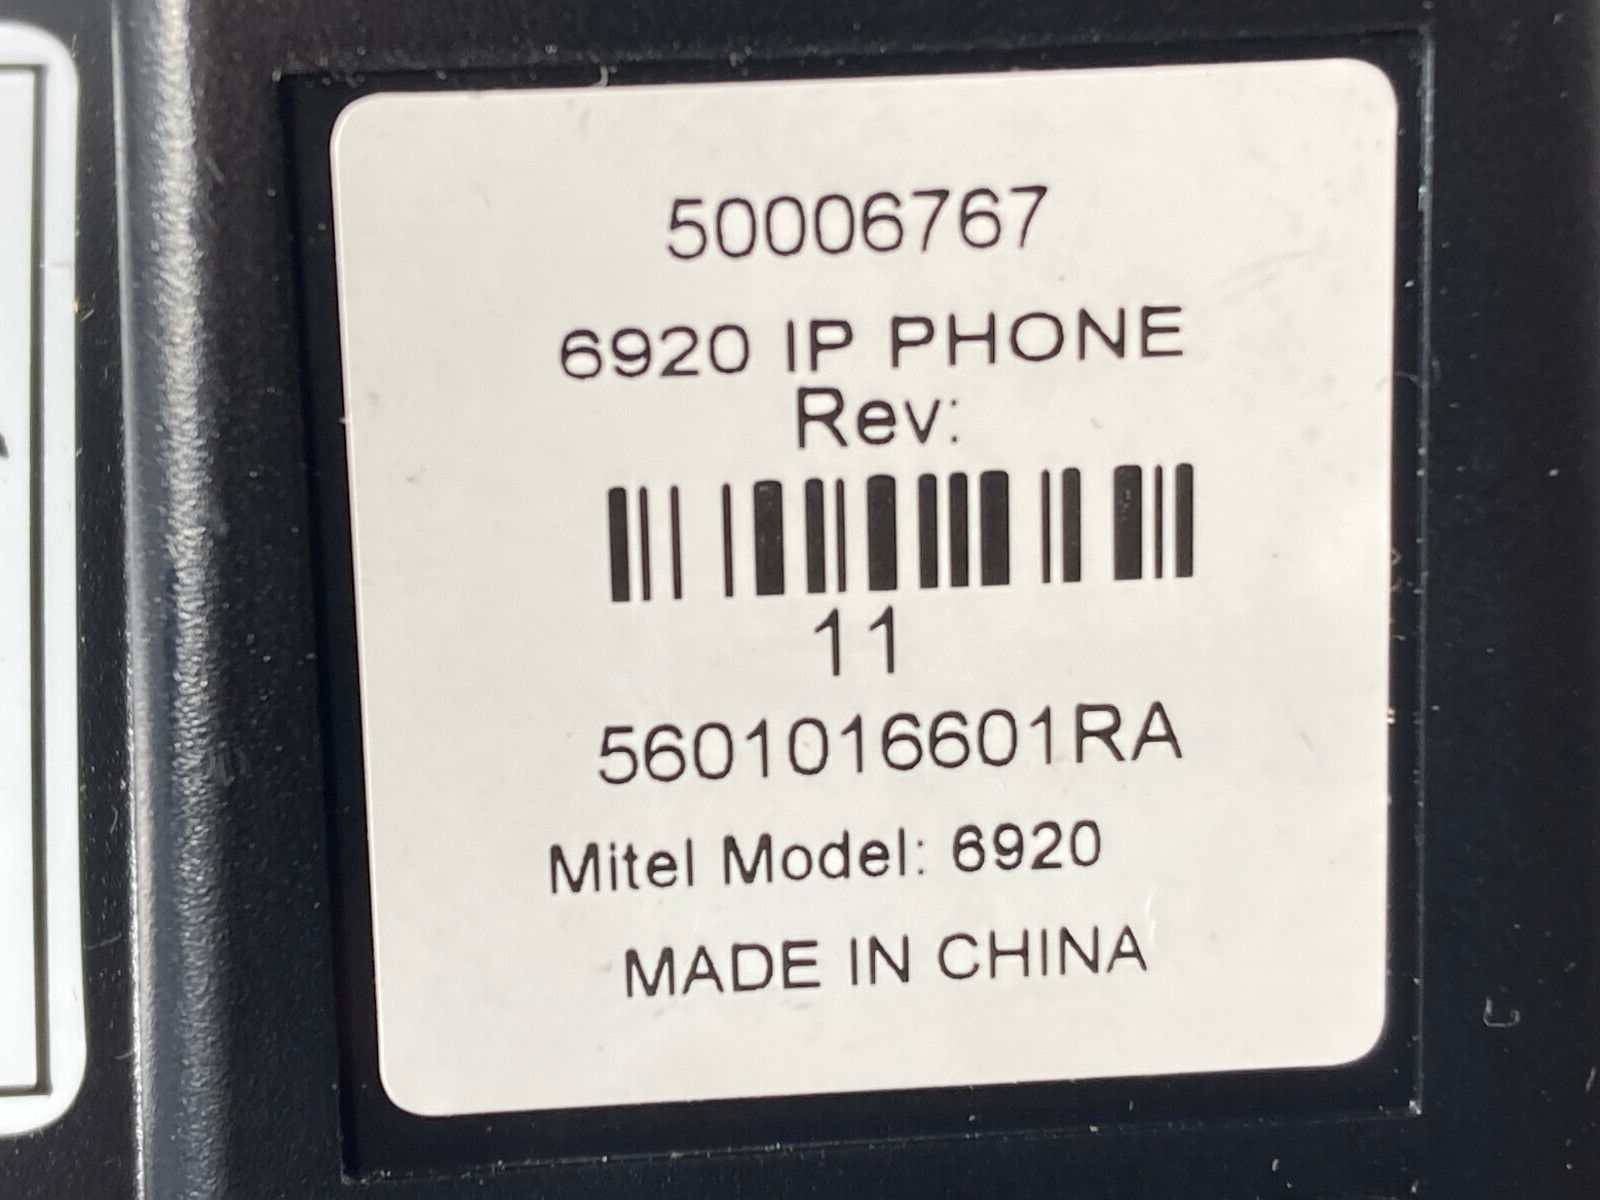 50006767
6920 IP PHONE
Rev:
11
5601016601RA
Mitel Model: 6920
MADE IN CHINA